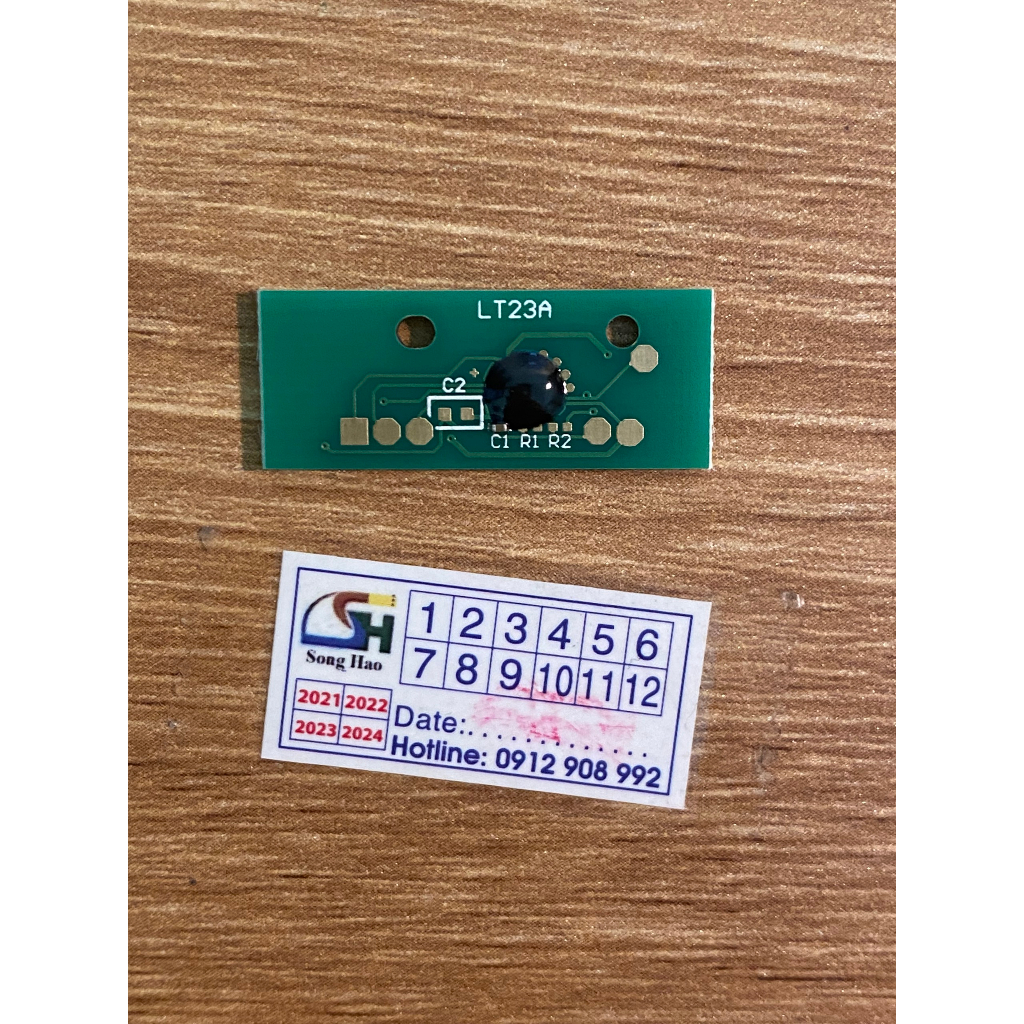 LT23A
C2
C1 R1 R2
SH
Song Hao
1 2 3 4 5 6
7 8 9 10 11 12
2021 2022
2023 2024
Date:.............
Hotline: 0912 908 992